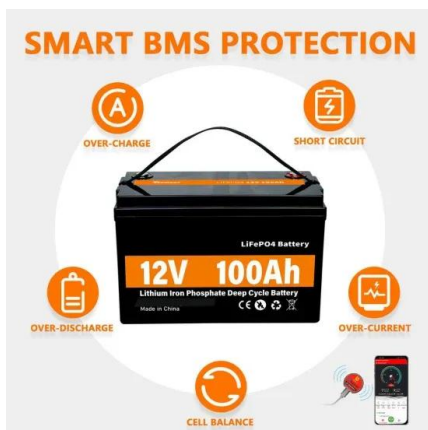 SMART BMS PROTECTION
A
OVER-CHARGE
SHORT CIRCUIT
LiFePO4 Battery
12V 100Ah
Lithium Iron Phosphate Deep Cycle Battery
Made in China
CE
OVER-DISCHARGE
OVER-CURRENT
CELL BALANCE